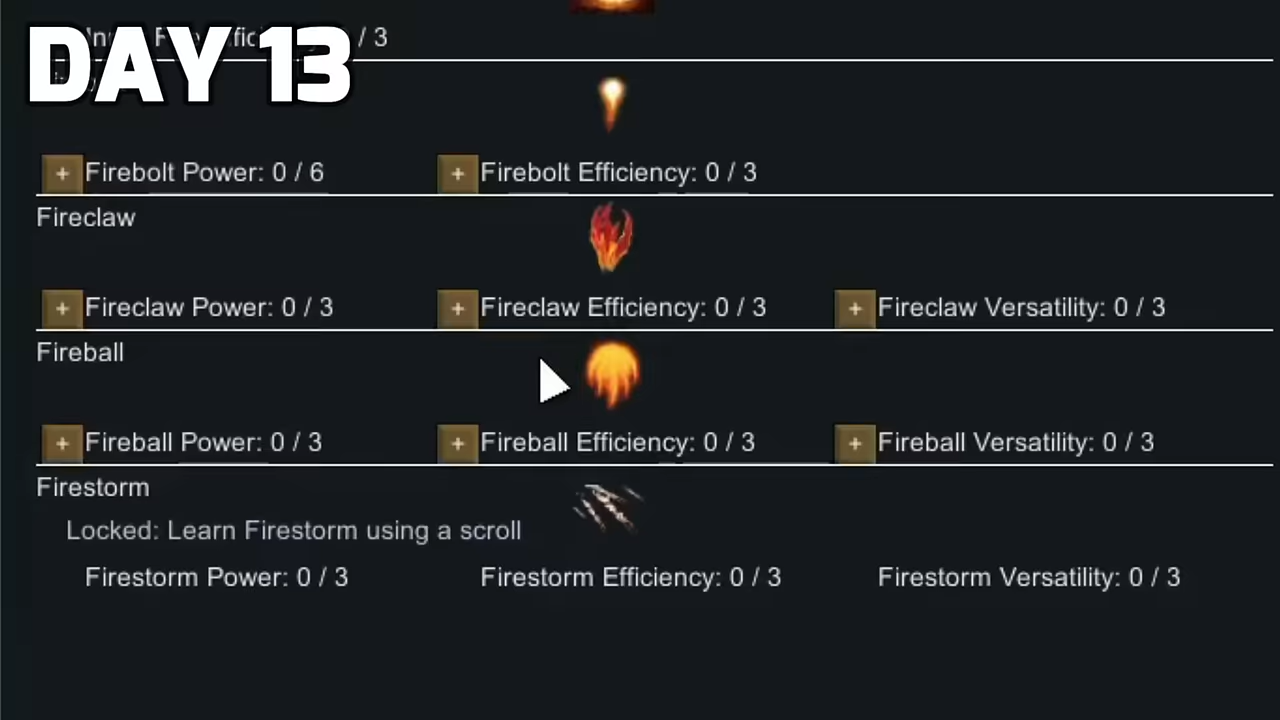 DAY 13
/ 3
Firebolt Power: 0 / 6 Firebolt Efficiency: 0 / 3
Fireclaw
Fireclaw Power: 0 / 3 Fireclaw Efficiency: 0 / 3 Fireclaw Versatility: 0 / 3
Fireball
Fireball Power: 0 / 3 Fireball Efficiency: 0 / 3 Fireball Versatility: 0 / 3
Firestorm
Locked: Learn Firestorm using a scroll
Firestorm Power: 0 / 3 Firestorm Efficiency: 0 / 3 Firestorm Versatility: 0 / 3